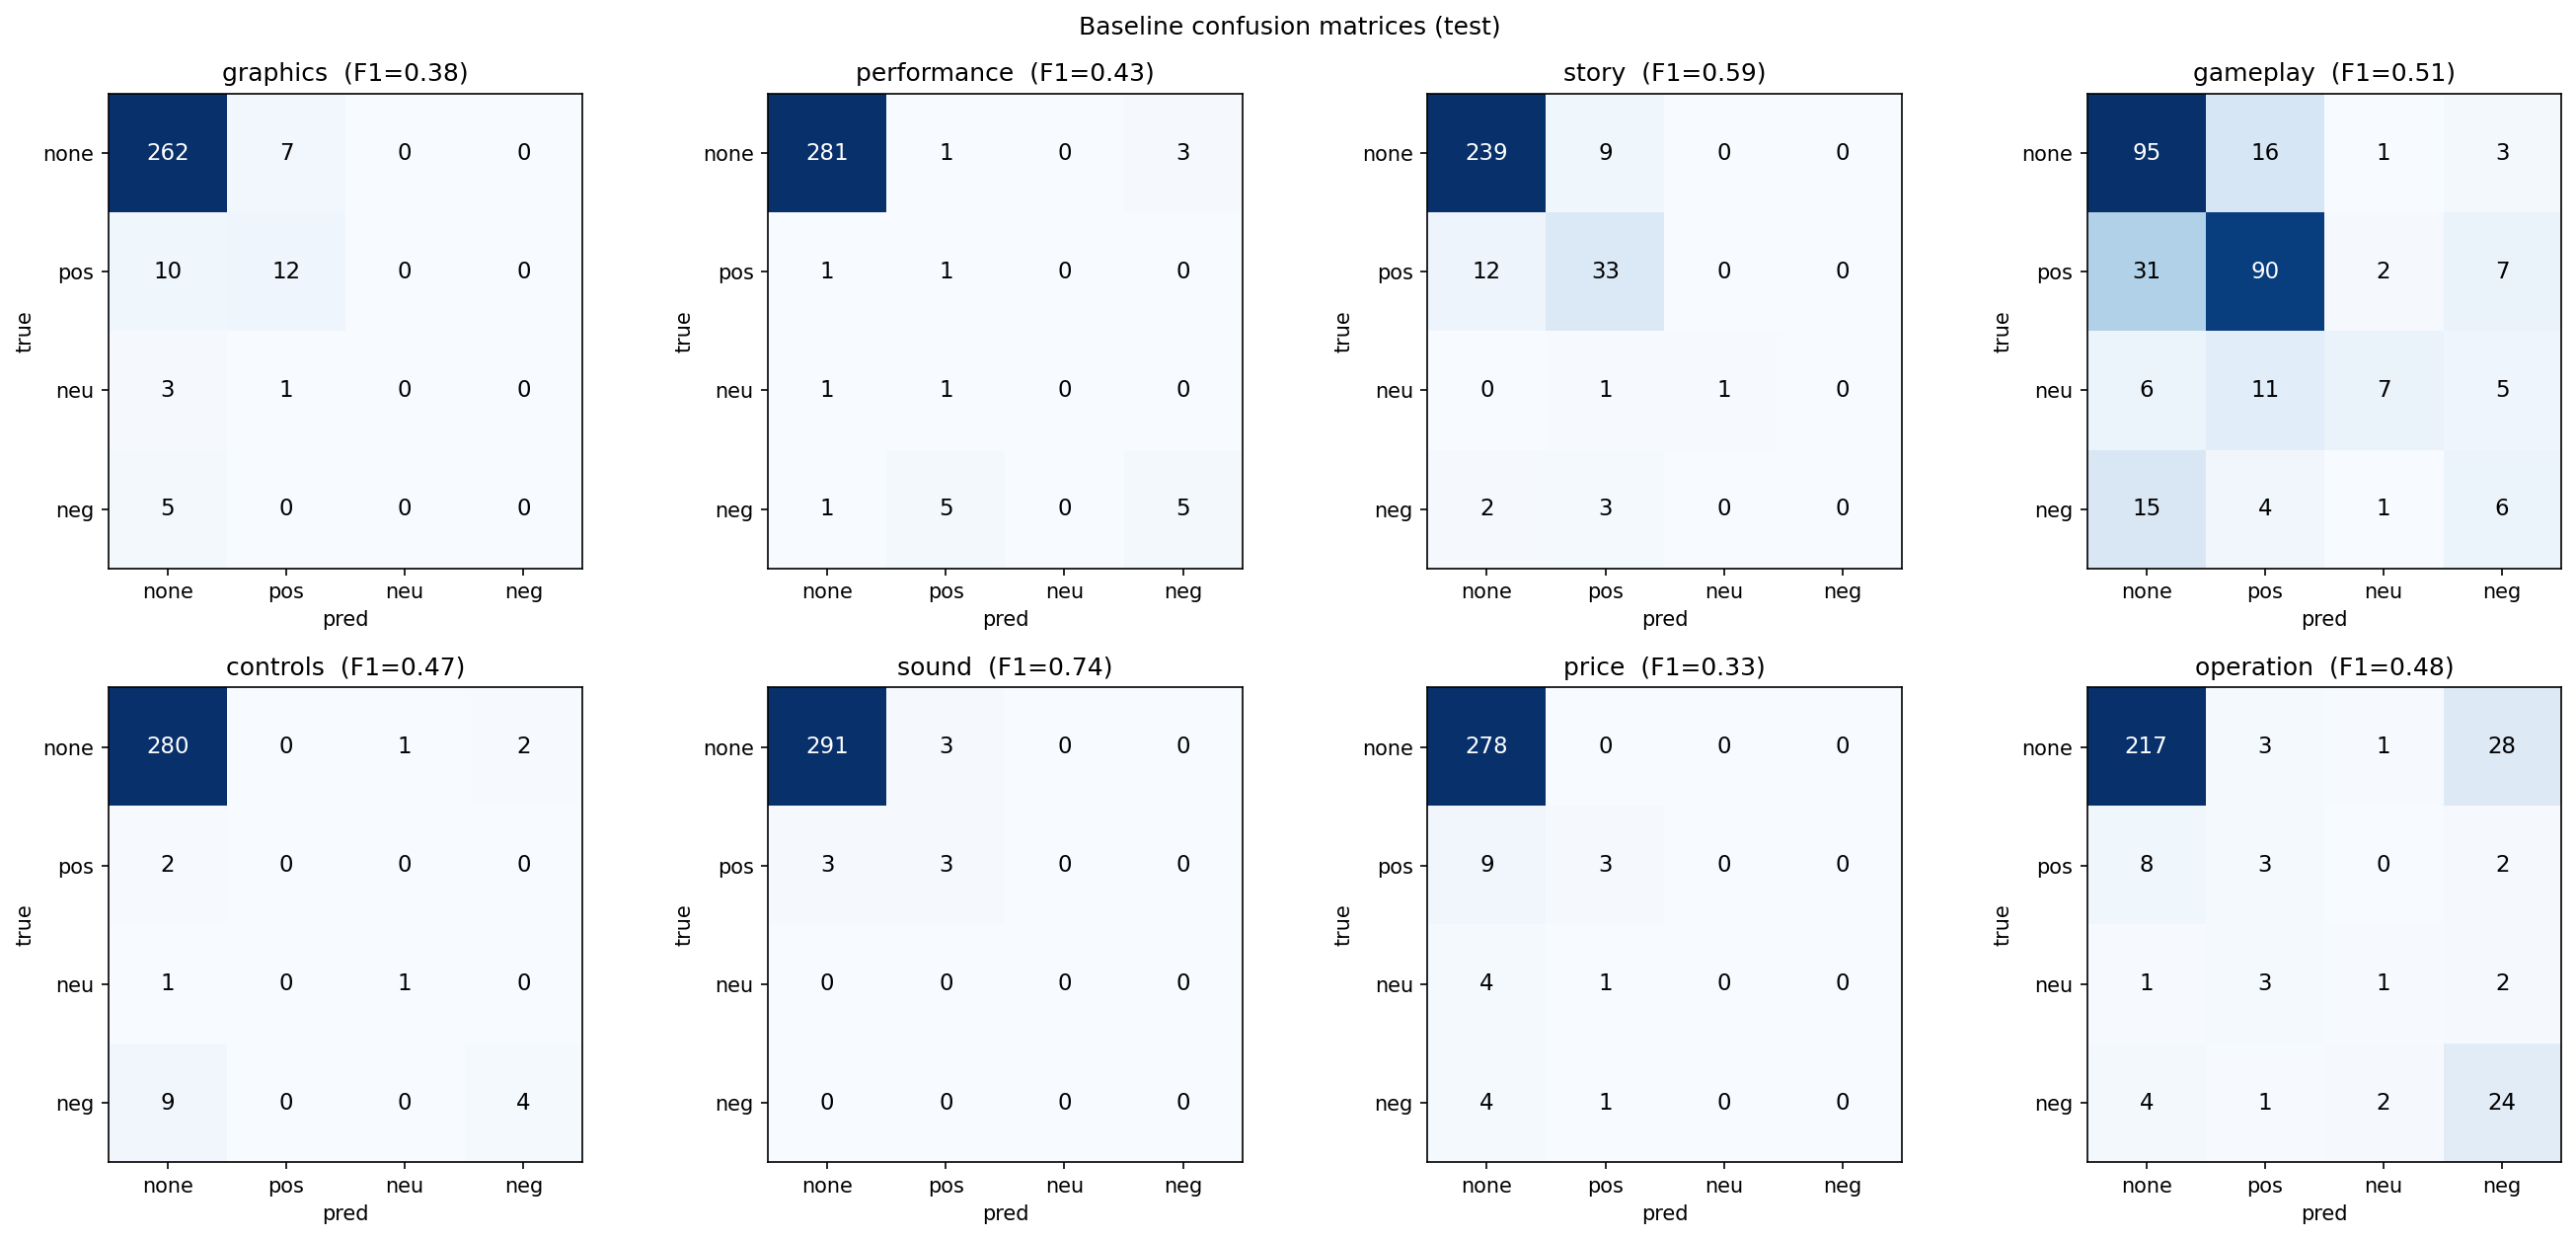 Baseline confusion matrices (test)
graphics (F1=0.38)
none 262 7 0 0
pos 10 12 0 0
neu 3 1 0 0
neg 5 0 0 0
none pos neu neg
pred
true
performance (F1=0.43)
none 281 1 0 3
pos 1 1 0 0
neu 1 1 0 0
neg 1 5 0 5
none pos neu neg
pred
true
story (F1=0.59)
none 239 9 0 0
pos 12 33 0 0
neu 0 1 1 0
neg 2 3 0 0
none pos neu neg
pred
true
gameplay (F1=0.51)
none 95 16 1 3
pos 31 90 2 7
neu 6 11 7 5
neg 15 4 1 6
none pos neu neg
pred
true
controls (F1=0.47)
none 280 0 1 2
pos 2 0 0 0
neu 1 0 1 0
neg 9 0 0 4
none pos neu neg
pred
true
sound (F1=0.74)
none 291 3 0 0
pos 3 3 0 0
neu 0 0 0 0
neg 0 0 0 0
none pos neu neg
pred
true
price (F1=0.33)
none 278 0 0 0
pos 9 3 0 0
neu 4 1 0 0
neg 4 1 0 0
none pos neu neg
pred
true
operation (F1=0.48)
none 217 3 1 28
pos 8 3 0 2
neu 1 3 1 2
neg 4 1 2 24
none pos neu neg
pred
true